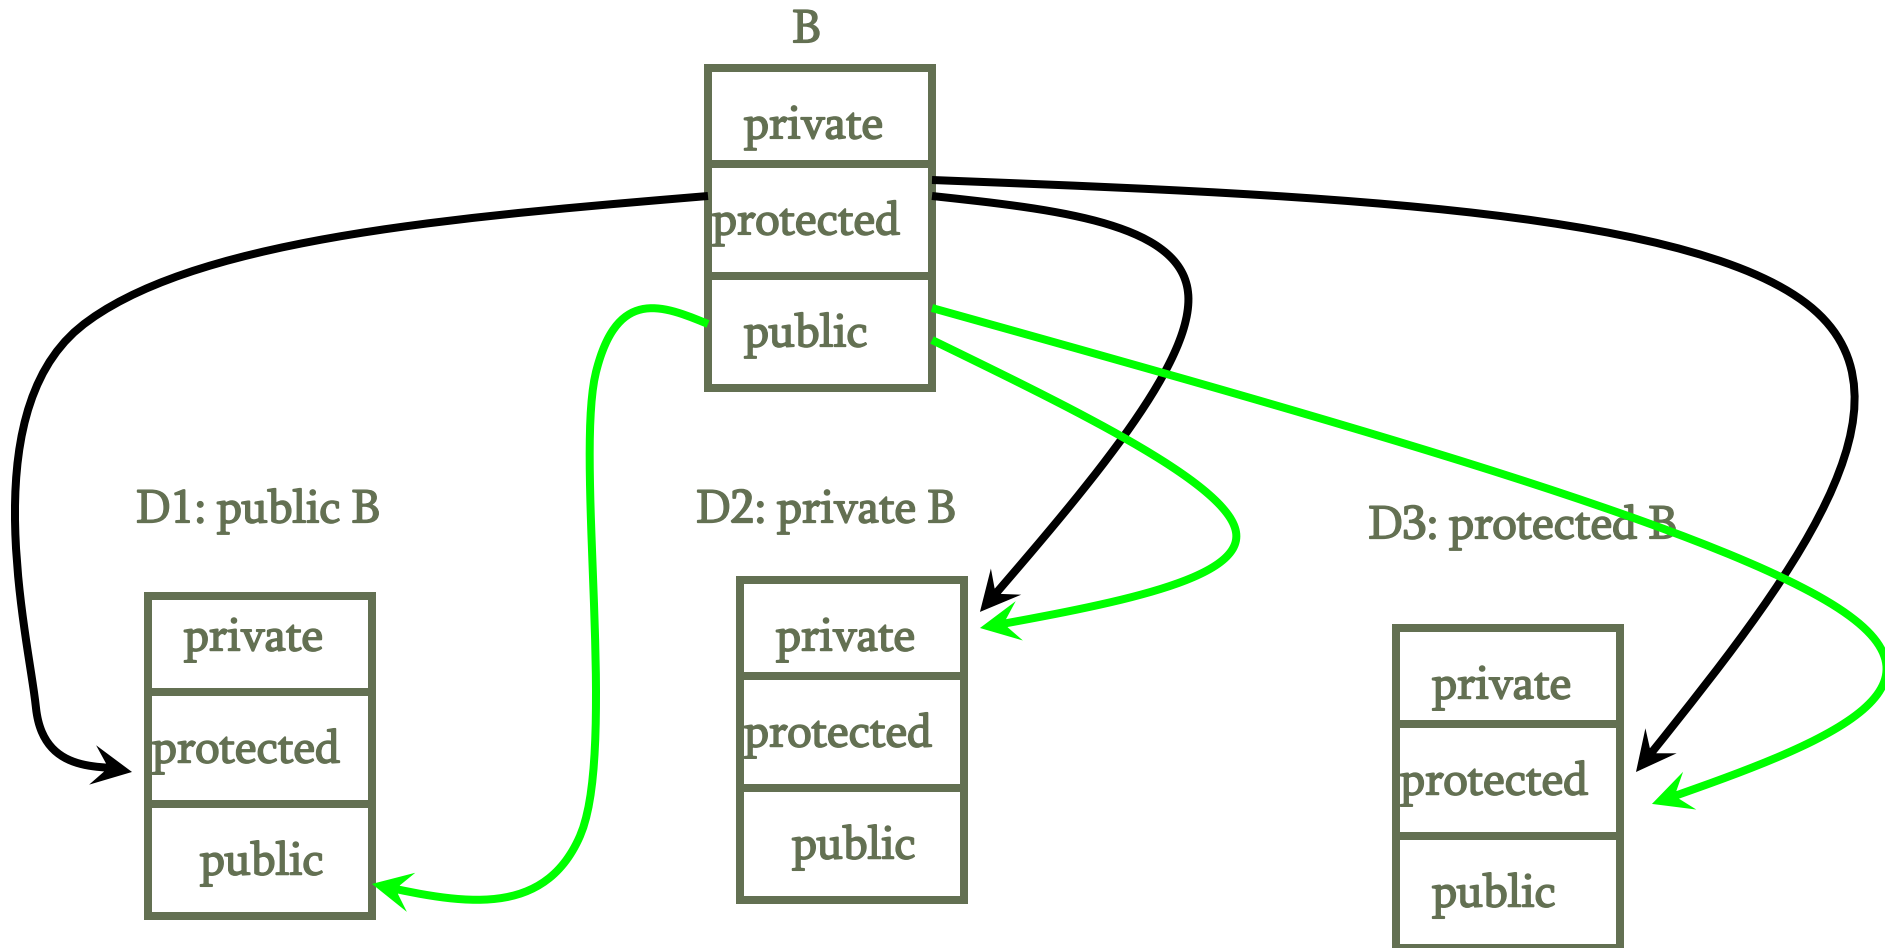 B
private
protected
public
D1: public B
private
protected
public
D2: private B
private
protected
public
D3: protected B
private
protected
public